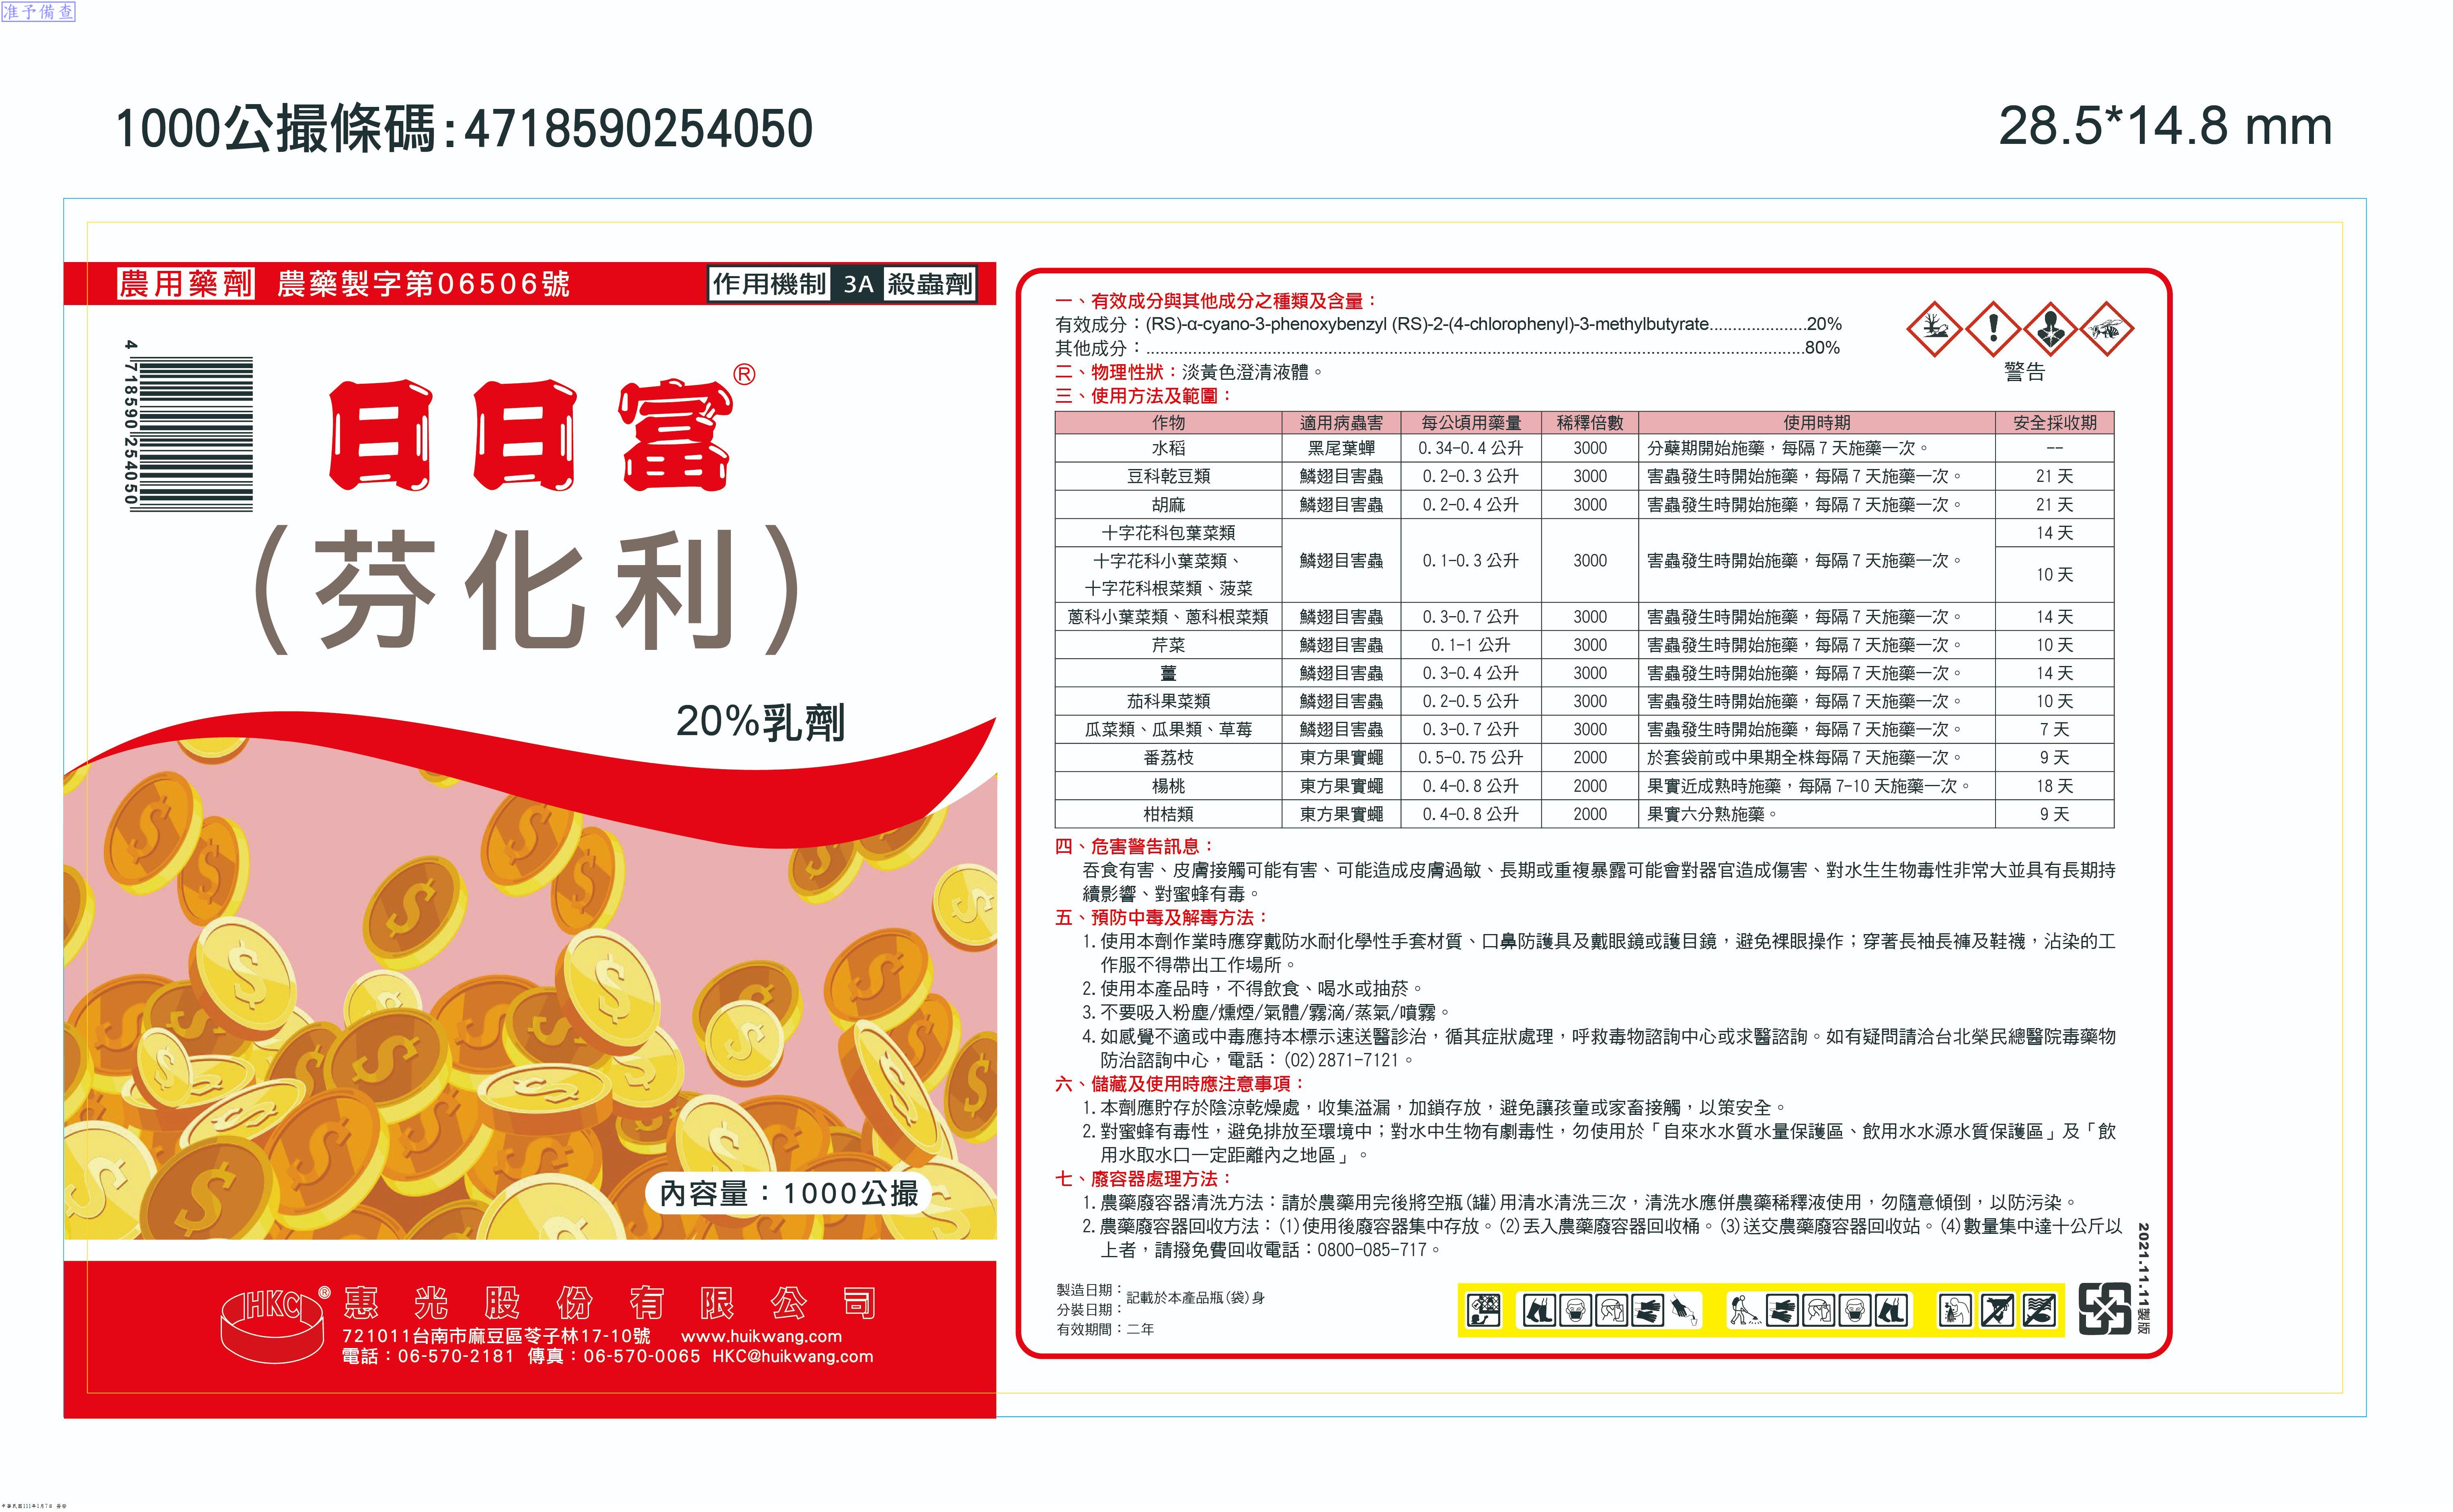 准予備查
1000公撮條碼:4718590254050
28.5*14.8 mm
農用藥劑 農藥製字第06506號
作用機制 3A 殺蟲劑
4 718590 254050
日日富®
(芬化利)
20%乳劑
內容量：1000公撮
HKC® 惠光股份有限公司
721011台南市麻豆區苓子林17-10號 www.huikwang.com
電話：06-570-2181 傳真：06-570-0065 HKC@huikwang.com
一、有效成分與其他成分之種類及含量：
有效成分：(RS)-α-cyano-3-phenoxybenzyl (RS)-2-(4-chlorophenyl)-3-methylbutyrate.....................20%
其他成分：..............................................................................................................................................80%
二、物理性狀：淡黃色澄清液體。
警告
三、使用方法及範圍：
作物 適用病蟲害 每公頃用藥量 稀釋倍數 使用時期 安全採收期
水稻 黑尾葉蟬 0.34-0.4公升 3000 分蘗期開始施藥，每隔7天施藥一次。 --
豆科乾豆類 鱗翅目害蟲 0.2-0.3公升 3000 害蟲發生時開始施藥，每隔7天施藥一次。 21天
胡麻 鱗翅目害蟲 0.2-0.4公升 3000 害蟲發生時開始施藥，每隔7天施藥一次。 21天
十字花科包葉菜類 14天
十字花科小葉菜類、 鱗翅目害蟲 0.1-0.3公升 3000 害蟲發生時開始施藥，每隔7天施藥一次。
十字花科根菜類、菠菜 10天
蔥科小葉菜類、蔥科根菜類 鱗翅目害蟲 0.3-0.7公升 3000 害蟲發生時開始施藥，每隔7天施藥一次。 14天
芹菜 鱗翅目害蟲 0.1-1公升 3000 害蟲發生時開始施藥，每隔7天施藥一次。 10天
薑 鱗翅目害蟲 0.3-0.4公升 3000 害蟲發生時開始施藥，每隔7天施藥一次。 14天
茄科果菜類 鱗翅目害蟲 0.2-0.5公升 3000 害蟲發生時開始施藥，每隔7天施藥一次。 10天
瓜菜類、瓜果類、草莓 鱗翅目害蟲 0.3-0.7公升 3000 害蟲發生時開始施藥，每隔7天施藥一次。 7天
番荔枝 東方果實蠅 0.5-0.75公升 2000 於套袋前或中果期全株每隔7天施藥一次。 9天
楊桃 東方果實蠅 0.4-0.8公升 2000 果實近成熟時施藥，每隔7-10天施藥一次。 18天
柑桔類 東方果實蠅 0.4-0.8公升 2000 果實六分熟施藥。 9天
四、危害警告訊息：
吞食有害、皮膚接觸可能有害、可能造成皮膚過敏、長期或重複暴露可能會對器官造成傷害、對水生生物毒性非常大並具有長期持
續影響、對蜜蜂有毒。
五、預防中毒及解毒方法：
1.使用本劑作業時應穿戴防水耐化學性手套材質、口鼻防護具及戴眼鏡或護目鏡，避免裸眼操作；穿著長袖長褲及鞋襪，沾染的工
作服不得帶出工作場所。
2.使用本產品時，不得飲食、喝水或抽菸。
3.不要吸入粉塵/燻煙/氣體/霧滴/蒸氣/噴霧。
4.如感覺不適或中毒應持本標示速送醫診治，循其症狀處理，呼救毒物諮詢中心或求醫諮詢。如有疑問請洽台北榮民總醫院毒藥物
防治諮詢中心，電話：(02)2871-7121。
六、儲藏及使用時應注意事項：
1.本劑應貯存於陰涼乾燥處，收集溢漏，加鎖存放，避免讓孩童或家畜接觸，以策安全。
2.對蜜蜂有毒性，避免排放至環境中；對水中生物有劇毒性，勿使用於「自來水水質水量保護區、飲用水水源水質保護區」及「飲
用水取水口一定距離內之地區」。
七、廢容器處理方法：
1.農藥廢容器清洗方法：請於農藥用完後將空瓶(罐)用清水清洗三次，清洗水應併農藥稀釋液使用，勿隨意傾倒，以防污染。
2.農藥廢容器回收方法：(1)使用後廢容器集中存放。(2)丟入農藥廢容器回收桶。(3)送交農藥廢容器回收站。(4)數量集中達十公斤以
上者，請撥免費回收電話：0800-085-717。
製造日期：
分裝日期：記載於本產品瓶(袋)身
有效期間：二年
2021.11.11製版